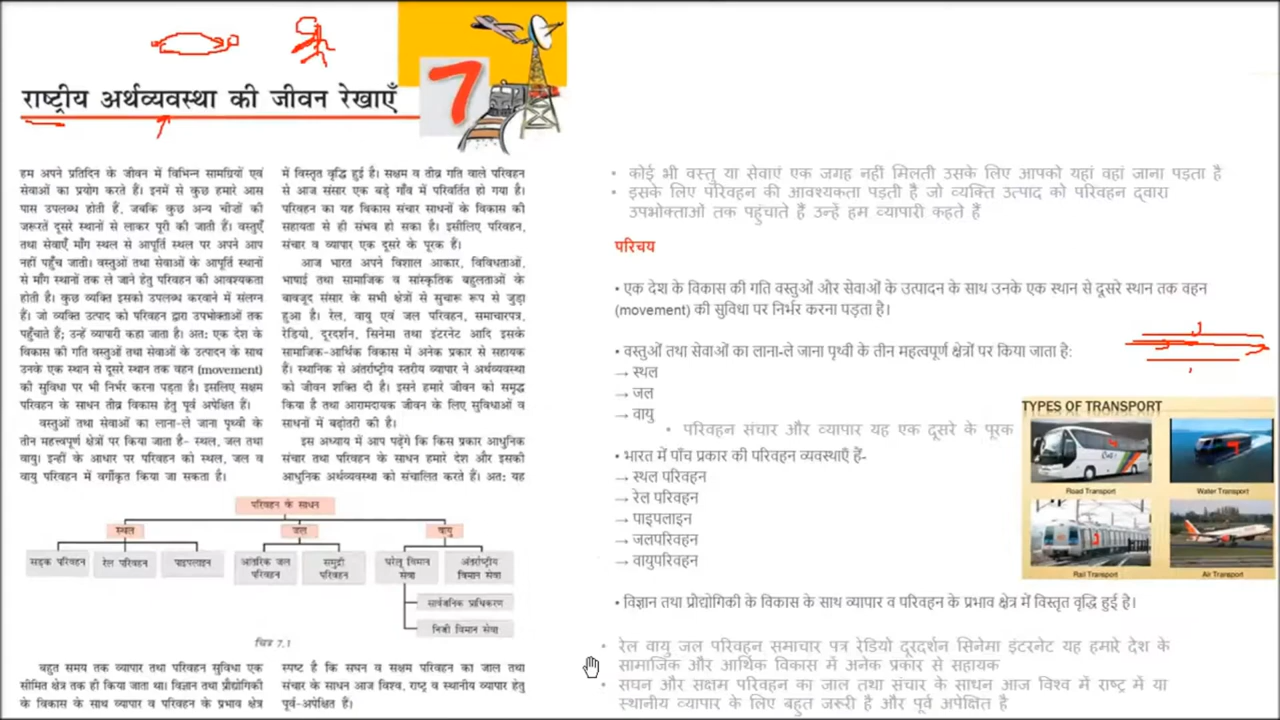 7
राष्ट्रीय अर्थव्यवस्था की जीवन रेखाएँ
हम अपने प्रतिदिन के जीवन में विभिन्न सामग्रियों एवं
सेवाओं का प्रयोग करते हैं। इनमें से कुछ हमारे आस
पास उपलब्ध होती हैं, जबकि कुछ अन्य चीजों की
जरूरतें दूसरे स्थानों से लाकर पूरी की जाती हैं। वस्तुएँ
तथा सेवाएँ माँग स्थल से आपूर्ति स्थल पर अपने आप
नहीं पहुँच जातीं। वस्तुओं तथा सेवाओं के आपूर्ति स्थानों
से माँग स्थानों तक ले जाने हेतु परिवहन की आवश्यकता
होती है। कुछ व्यक्ति इसको उपलब्ध करवाने में संलग्न
हैं। जो व्यक्ति उत्पाद को परिवहन द्वारा उपभोक्ताओं तक
पहुँचाते हैं; उन्हें व्यापारी कहा जाता है। अतः एक देश के
विकास की गति वस्तुओं तथा सेवाओं के उत्पादन के साथ
उनके एक स्थान से दूसरे स्थान तक वहन (movement)
की सुविधा पर भी निर्भर करना पड़ता है। इसलिए सक्षम
परिवहन के साधन तीव्र विकास हेतु पूर्व अपेक्षित हैं।
वस्तुओं तथा सेवाओं का लाना-ले जाना पृथ्वी के
तीन महत्त्वपूर्ण क्षेत्रों पर किया जाता है- स्थल, जल तथा
वायु। इन्हीं के आधार पर परिवहन को स्थल, जल व
वायु परिवहन में वर्गीकृत किया जा सकता है।
में विस्तृत वृद्धि हुई है। सक्षम व तीव्र गति वाले परिवहन
से आज संसार एक बड़े गाँव में परिवर्तित हो गया है।
परिवहन का यह विकास संचार साधनों के विकास की
सहायता से ही संभव हो सका है। इसीलिए परिवहन,
संचार व व्यापार एक दूसरे के पूरक हैं।
आज भारत अपने विशाल आकार, विविधताओं,
भाषाई तथा सामाजिक व सांस्कृतिक बहुलताओं के
बावजूद संसार के सभी क्षेत्रों से सुचारू रूप से जुड़ा
हुआ है। रेल, वायु एवं जल परिवहन, समाचारपत्र,
रेडियो, दूरदर्शन, सिनेमा तथा इंटरनेट आदि इसके
सामाजिक-आर्थिक विकास में अनेक प्रकार से सहायक
हैं। स्थानिक से अंतर्राष्ट्रीय स्तरीय व्यापार ने अर्थव्यवस्था
को जीवन शक्ति दी है। इसने हमारे जीवन को समृद्ध
किया है तथा आरामदायक जीवन के लिए सुविधाओं व
साधनों में बढ़ोतरी की है।
इस अध्याय में आप पढ़ेंगे कि किस प्रकार आधुनिक
संचार तथा परिवहन के साधन हमारे देश और इसकी
आधुनिक अर्थव्यवस्था को संचालित करते हैं। अतः यह
परिवहन के साधन
स्थल जल वायु
सड़क परिवहन रेल परिवहन पाइपलाइन आंतरिक जल परिवहन समुद्री परिवहन घरेलू विमान सेवा अंतर्राष्ट्रीय विमान सेवा
सार्वजनिक प्राधिकरण
निजी विमान सेवा
चित्र 7.1
बहुत समय तक व्यापार तथा परिवहन सुविधा एक
सीमित क्षेत्र तक ही किया जाता था। विज्ञान तथा प्रौद्योगिकी
के विकास के साथ व्यापार व परिवहन के प्रभाव क्षेत्र
स्पष्ट है कि सघन व सक्षम परिवहन का जाल तथा
संचार के साधन आज विश्व, राष्ट्र व स्थानीय व्यापार हेतु
पूर्व-अपेक्षित हैं।
• कोई भी वस्तु या सेवाएं एक जगह नहीं मिलती उसके लिए आपको यहां वहां जाना पड़ता है
• इसके लिए परिवहन की आवश्यकता पड़ती है जो व्यक्ति उत्पाद को परिवहन द्वारा
उपभोक्ताओं तक पहुंचाते हैं उन्हें हम व्यापारी कहते हैं
परिचय
• एक देश के विकास की गति वस्तुओं और सेवाओं के उत्पादन के साथ उनके एक स्थान से दूसरे स्थान तक वहन
(movement) की सुविधा पर निर्भर करना पड़ता है।
• वस्तुओं तथा सेवाओं का लाना-ले जाना पृथ्वी के तीन महत्वपूर्ण क्षेत्रों पर किया जाता है:
→ स्थल
→ जल
→ वायु
• परिवहन संचार और व्यापार यह एक दूसरे के पूरक
• भारत में पाँच प्रकार की परिवहन व्यवस्थाएँ हैं-
→ स्थल परिवहन
→ रेल परिवहन
→ पाइपलाइन
→ जलपरिवहन
→ वायुपरिवहन
• विज्ञान तथा प्रौद्योगिकी के विकास के साथ व्यापार व परिवहन के प्रभाव क्षेत्र में विस्तृत वृद्धि हुई है।
• रेल वायु जल परिवहन समाचार पत्र रेडियो दूरदर्शन सिनेमा इंटरनेट यह हमारे देश के
सामाजिक और आर्थिक विकास में अनेक प्रकार से सहायक
• सघन और सक्षम परिवहन का जाल तथा संचार के साधन आज विश्व में राष्ट्र में या
स्थानीय व्यापार के लिए बहुत जरूरी है और पूर्व अपेक्षित है
TYPES OF TRANSPORT
Road Transport Water Transport
Rail Transport Air Transport